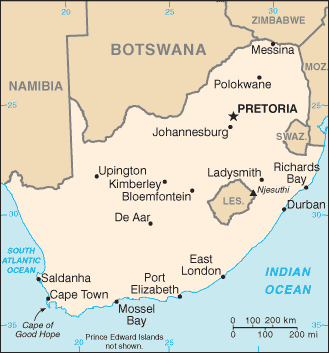 20
25
30
ZIMBABWE
BOTSWANA
Messina
MOZ.
NAMIBIA
Polokwane
25
25
PRETORIA
Johannesburg
SWAZ.
Upington
Kimberley
Bloemfontein
Ladysmith
Richards
Bay
Njesuthi
LES.
Durban
30
30
De Aar
SOUTH
ATLANTIC
OCEAN
East
London
INDIAN
OCEAN
Saldanha
Port
Elizabeth
Cape Town
Mossel
Bay
Cape of
Good Hope
0 100 200 km
0 100 200 mi
35
35
Prince Edward Islands
not shown.
20
25